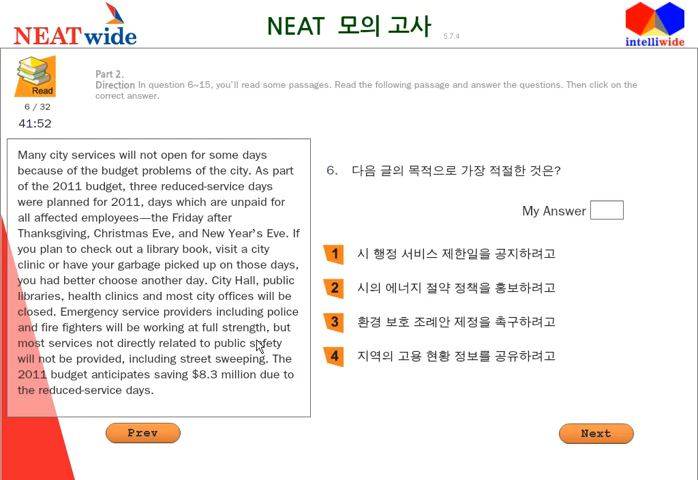 NEATwide
NEAT 모의 고사
5.7.4
intelliwide
Read
6 / 32
41:52
Part 2.
Direction In question 6~15, you'll read some passages. Read the following passage and answer the questions. Then click on the
correct answer.
Many city services will not open for some days
because of the budget problems of the city. As part
of the 2011 budget, three reduced-service days
were planned for 2011, days which are unpaid for
all affected employees—the Friday after
Thanksgiving, Christmas Eve, and New Year's Eve. If
you plan to check out a library book, visit a city
clinic or have your garbage picked up on those days,
you had better choose another day. City Hall, public
libraries, health clinics and most city offices will be
closed. Emergency service providers including police
and fire fighters will be working at full strength, but
most services not directly related to public safety
will not be provided, including street sweeping. The
2011 budget anticipates saving $8.3 million due to
the reduced-service days.
6. 다음 글의 목적으로 가장 적절한 것은?
My Answer
1 시 행정 서비스 제한일을 공지하려고
2 시의 에너지 절약 정책을 홍보하려고
3 환경 보호 조례안 제정을 촉구하려고
4 지역의 고용 현황 정보를 공유하려고
Prev
Next